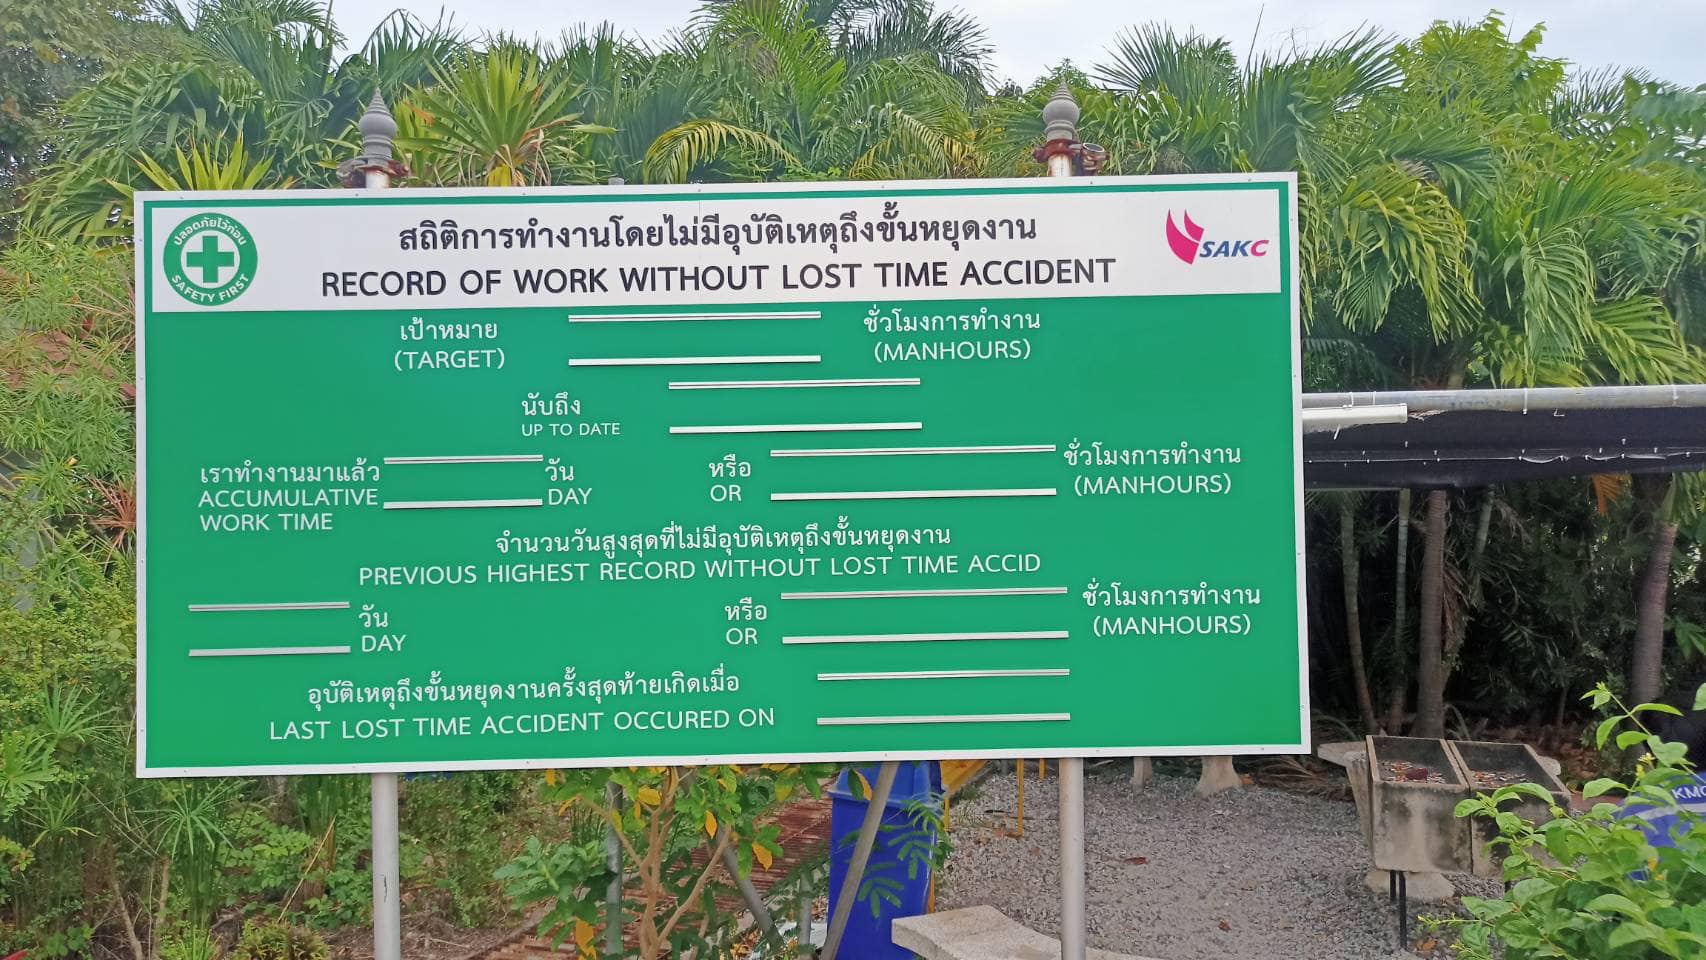 ปลอดภัยไว้ก่อน
SAFETY FIRST
สถิติการทำงานโดยไม่มีอุบัติเหตุถึงขั้นหยุดงาน
RECORD OF WORK WITHOUT LOST TIME ACCIDENT
SAKC
เป้าหมาย ชั่วโมงการทำงาน
(TARGET) (MANHOURS)
นับถึง
UP TO DATE
เราทำงานมาแล้ว วัน หรือ ชั่วโมงการทำงาน
ACCUMULATIVE DAY OR (MANHOURS)
WORK TIME
จำนวนวันสูงสุดที่ไม่มีอุบัติเหตุถึงขั้นหยุดงาน
PREVIOUS HIGHEST RECORD WITHOUT LOST TIME ACCID
วัน หรือ ชั่วโมงการทำงาน
DAY OR (MANHOURS)
อุบัติเหตุถึงขั้นหยุดงานครั้งสุดท้ายเกิดเมื่อ
LAST LOST TIME ACCIDENT OCCURED ON